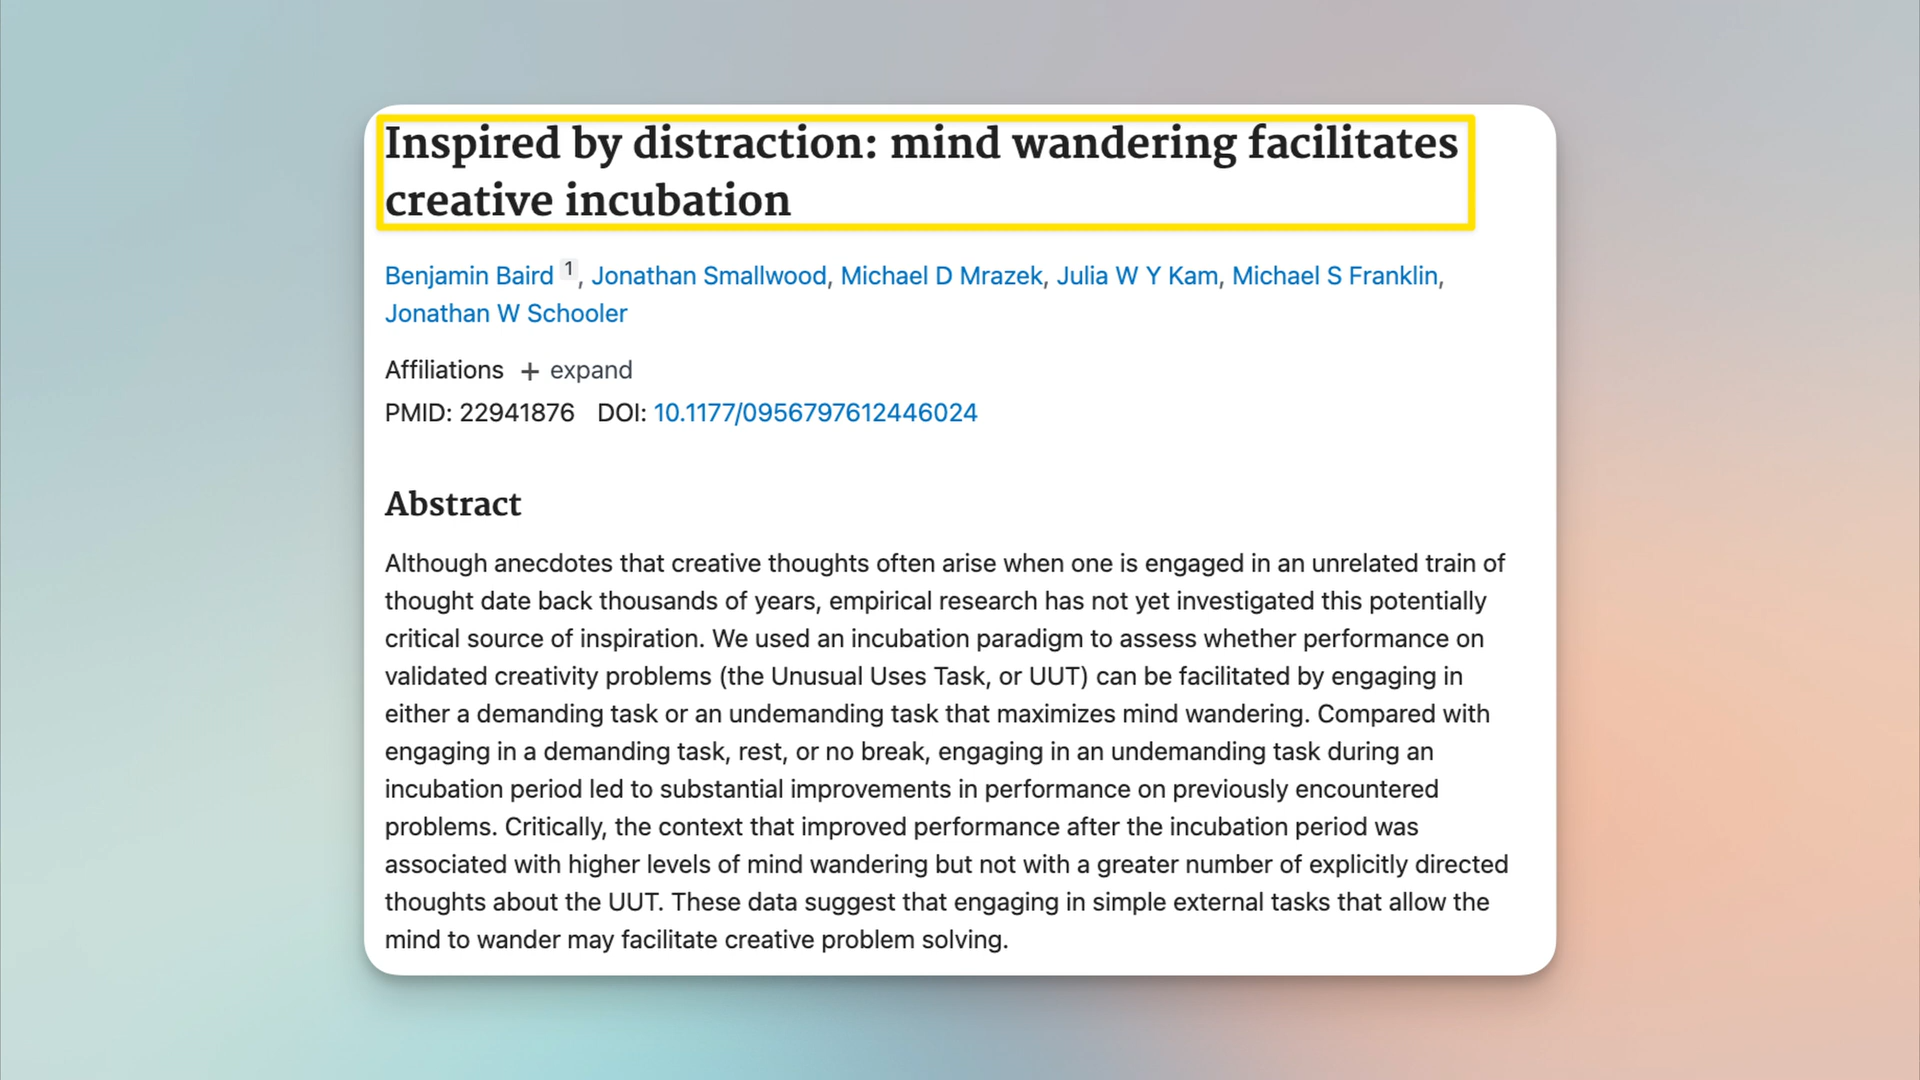 Inspired by distraction: mind wandering facilitates
creative incubation
Benjamin Baird 1, Jonathan Smallwood, Michael D Mrazek, Julia W Y Kam, Michael S Franklin,
Jonathan W Schooler
Affiliations + expand
PMID: 22941876 DOI: 10.1177/0956797612446024
Abstract
Although anecdotes that creative thoughts often arise when one is engaged in an unrelated train of
thought date back thousands of years, empirical research has not yet investigated this potentially
critical source of inspiration. We used an incubation paradigm to assess whether performance on
validated creativity problems (the Unusual Uses Task, or UUT) can be facilitated by engaging in
either a demanding task or an undemanding task that maximizes mind wandering. Compared with
engaging in a demanding task, rest, or no break, engaging in an undemanding task during an
incubation period led to substantial improvements in performance on previously encountered
problems. Critically, the context that improved performance after the incubation period was
associated with higher levels of mind wandering but not with a greater number of explicitly directed
thoughts about the UUT. These data suggest that engaging in simple external tasks that allow the
mind to wander may facilitate creative problem solving.